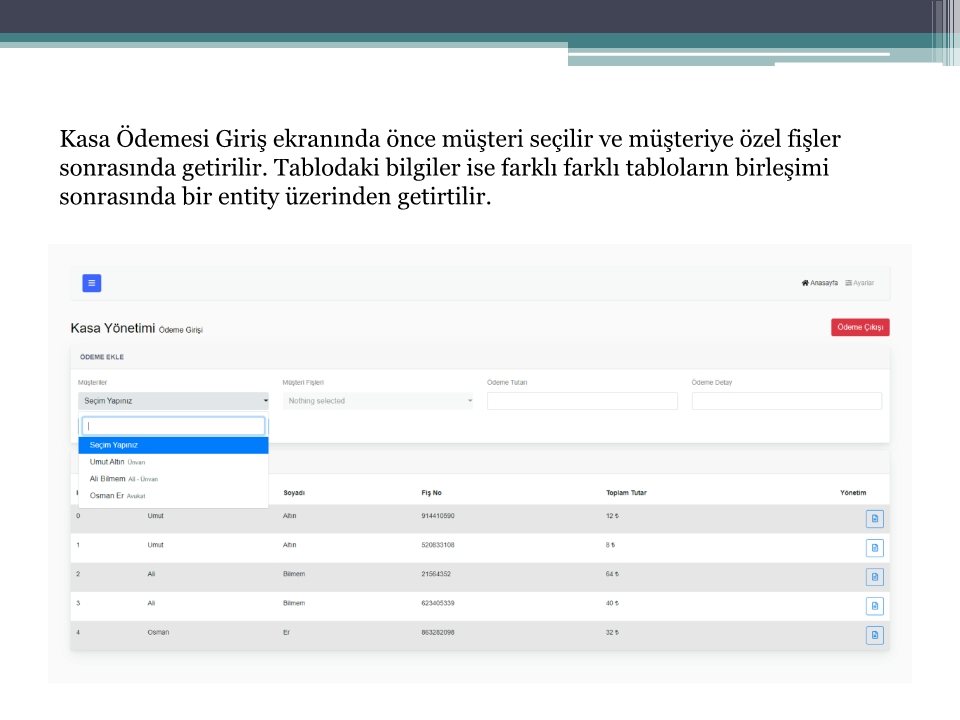 Kasa Ödemesi Giriş ekranında önce müşteri seçilir ve müşteriye özel fişler
sonrasında getirilir. Tablodaki bilgiler ise farklı farklı tabloların birleşimi
sonrasında bir entity üzerinden getirtilir.
Anasayfa Ayarlar
Kasa Yönetimi Ödeme Girişi
Ödeme Çıkışı
ÖDEME EKLE
Müşteriler Müşteri Fişleri Ödeme Tutarı Ödeme Detay
Seçim Yapınız Nothing selected
Seçim Yapınız
Umut Altın Ünvan
Ali Bilmem Ali - Ünvan
Osman Er Avukat
Soyadı Fiş No Toplam Tutar Yönetim
0 Umut Altın 914410590 12 ₺
1 Umut Altın 520833108 8 ₺
2 Ali Bilmem 21564352 64 ₺
3 Ali Bilmem 623405339 40 ₺
4 Osman Er 863282098 32 ₺